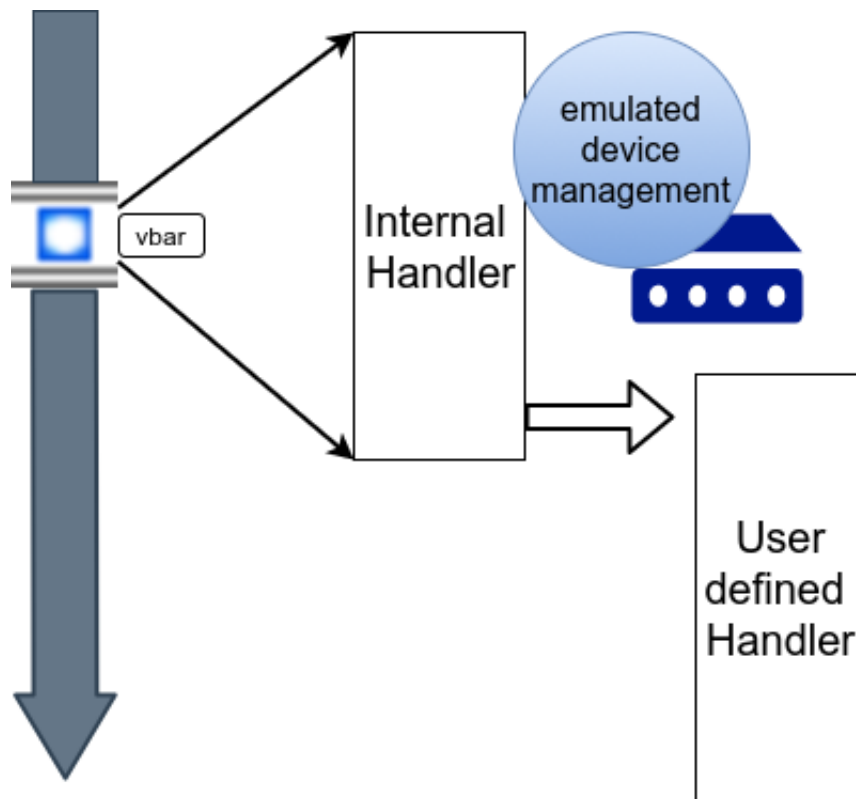 emulated
device
management
vbar
Internal
Handler
User
defined
Handler